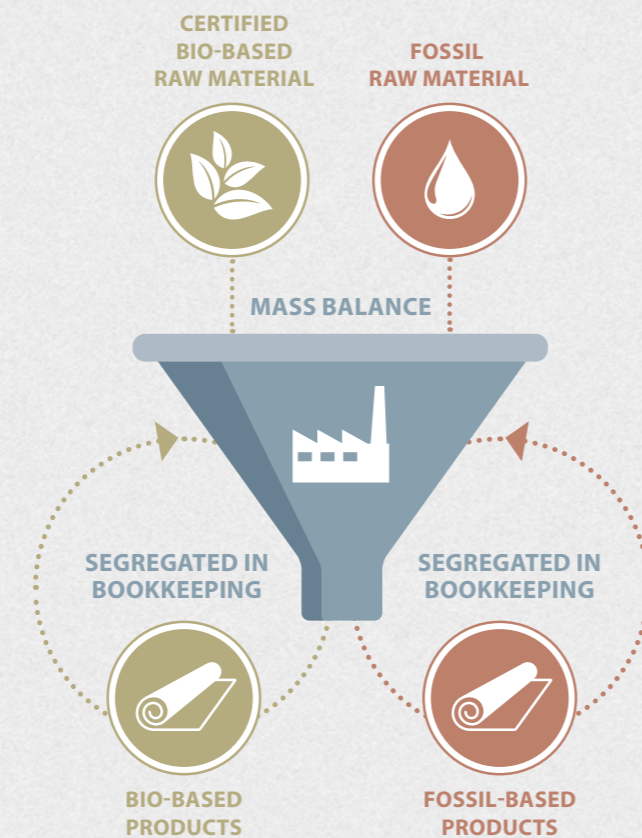 CERTIFIED
BIO-BASED
RAW MATERIAL
FOSSIL
RAW MATERIAL
MASS BALANCE
SEGREGATED IN
BOOKKEEPING
SEGREGATED IN
BOOKKEEPING
BIO-BASED
PRODUCTS
FOSSIL-BASED
PRODUCTS